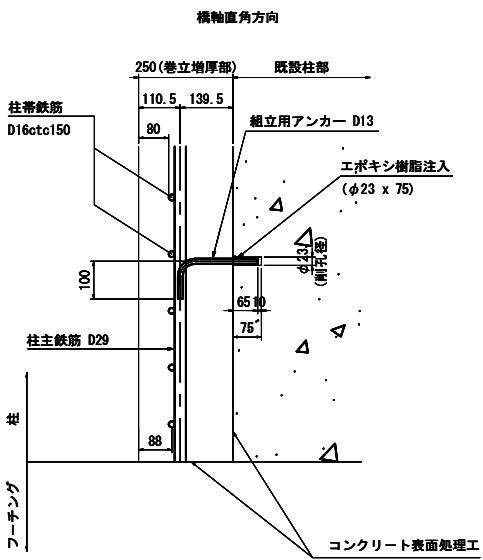 橋軸直角方向
250(巻立増厚部)
既設柱部
110.5
139.5
80
柱帯鉄筋
D16ctc150
組立用アンカー D13
エポキシ樹脂注入
(φ23 x 75)
100
φ23
(削孔径)
65
10
75
柱主鉄筋 D29
柱
88
フーチング
コンクリート表面処理工